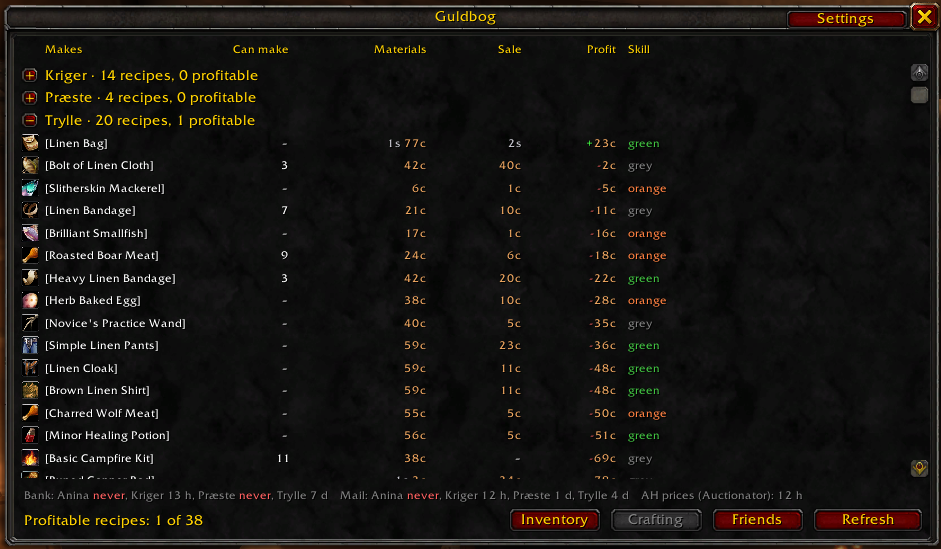 Guldbog
Settings
Makes Can make Materials Sale Profit Skill
Kriger · 14 recipes, 0 profitable
Præste · 4 recipes, 0 profitable
Trylle · 20 recipes, 1 profitable
[Linen Bag] - 1s 77c 2s +23c green
[Bolt of Linen Cloth] 3 42c 40c -2c grey
[Slitherskin Mackerel] - 6c 1c -5c orange
[Linen Bandage] 7 21c 10c -11c grey
[Brilliant Smallfish] - 17c 1c -16c orange
[Roasted Boar Meat] 9 24c 6c -18c orange
[Heavy Linen Bandage] 3 42c 20c -22c green
[Herb Baked Egg] - 38c 10c -28c orange
[Novice's Practice Wand] - 40c 5c -35c grey
[Simple Linen Pants] - 59c 23c -36c green
[Linen Cloak] - 59c 11c -48c green
[Brown Linen Shirt] - 59c 11c -48c green
[Charred Wolf Meat] - 55c 5c -50c orange
[Minor Healing Potion] - 56c 5c -51c green
[Basic Campfire Kit] 11 38c - -69c grey
Bank: Anina never, Kriger 13 h, Præste never, Trylle 7 d Mail: Anina never, Kriger 12 h, Præste 1 d, Trylle 4 d AH prices (Auctionator): 12 h
Profitable recipes: 1 of 38
Inventory Crafting Friends Refresh